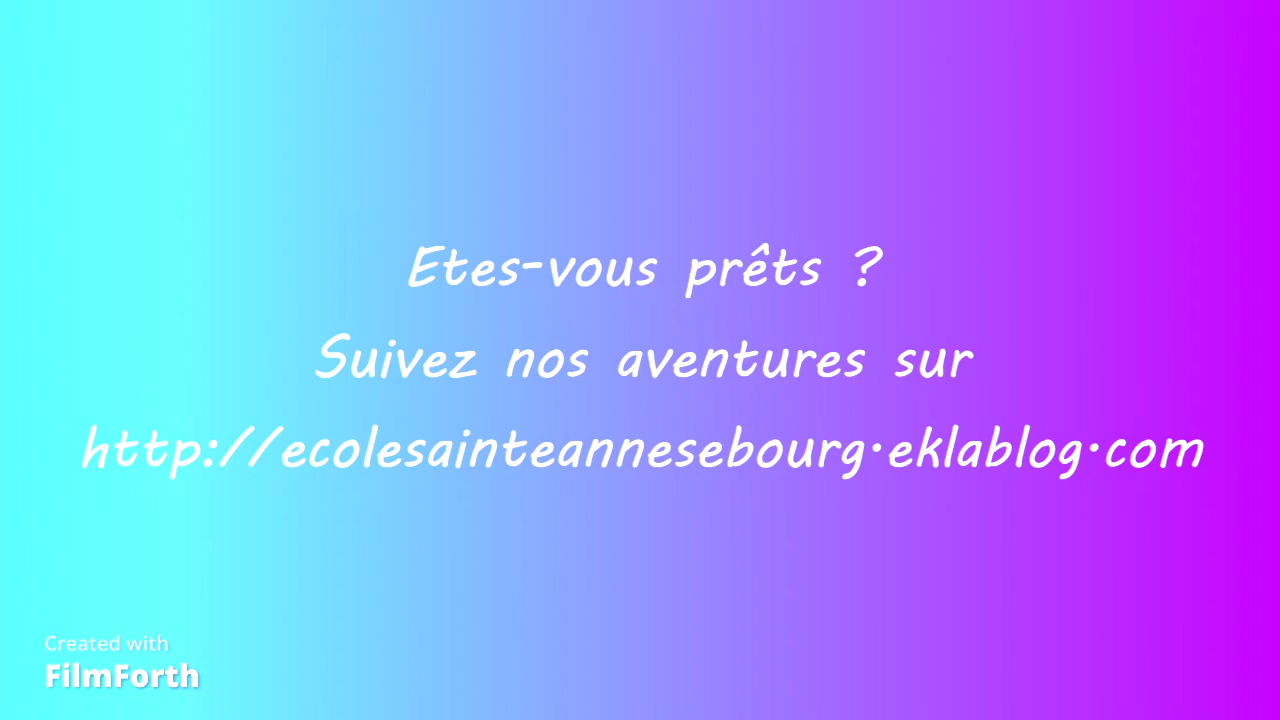 Etes-vous prêts ?
Suivez nos aventures sur
http://ecolesainteannesebourg.eklablog.com
Created with
FilmForth